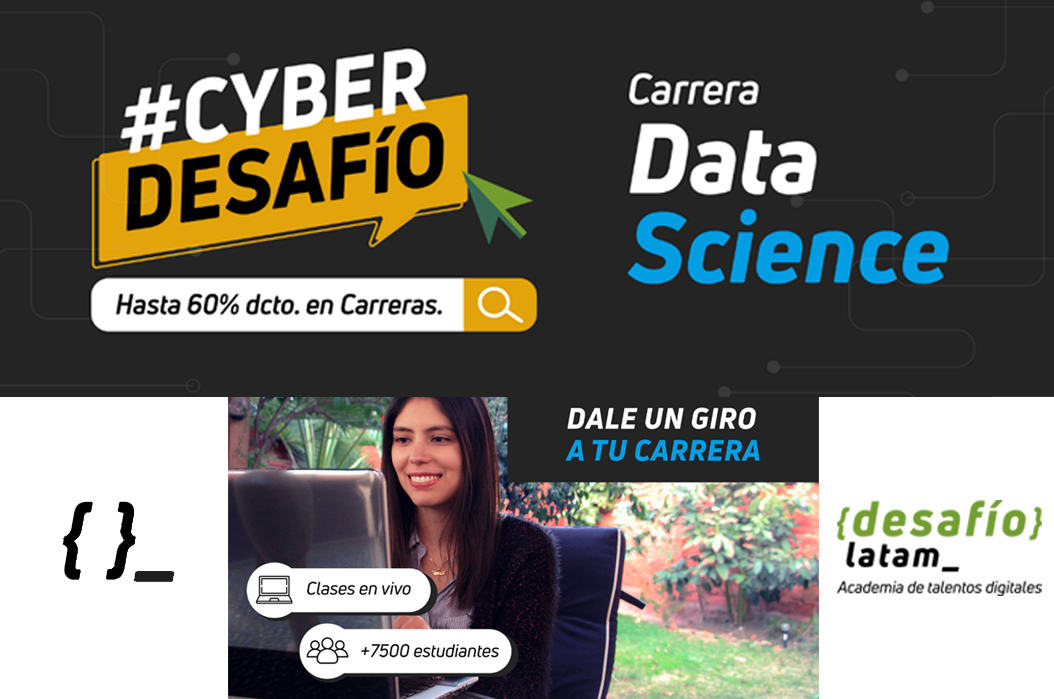 #CYBER
DESAFíO
Hasta 60% dcto. en Carreras.
Carrera
Data
Science
{ }_
DALE UN GIRO
A TU CARRERA
Clases en vivo
+7500 estudiantes
{desafío}
latam_
Academia de talentos digitales